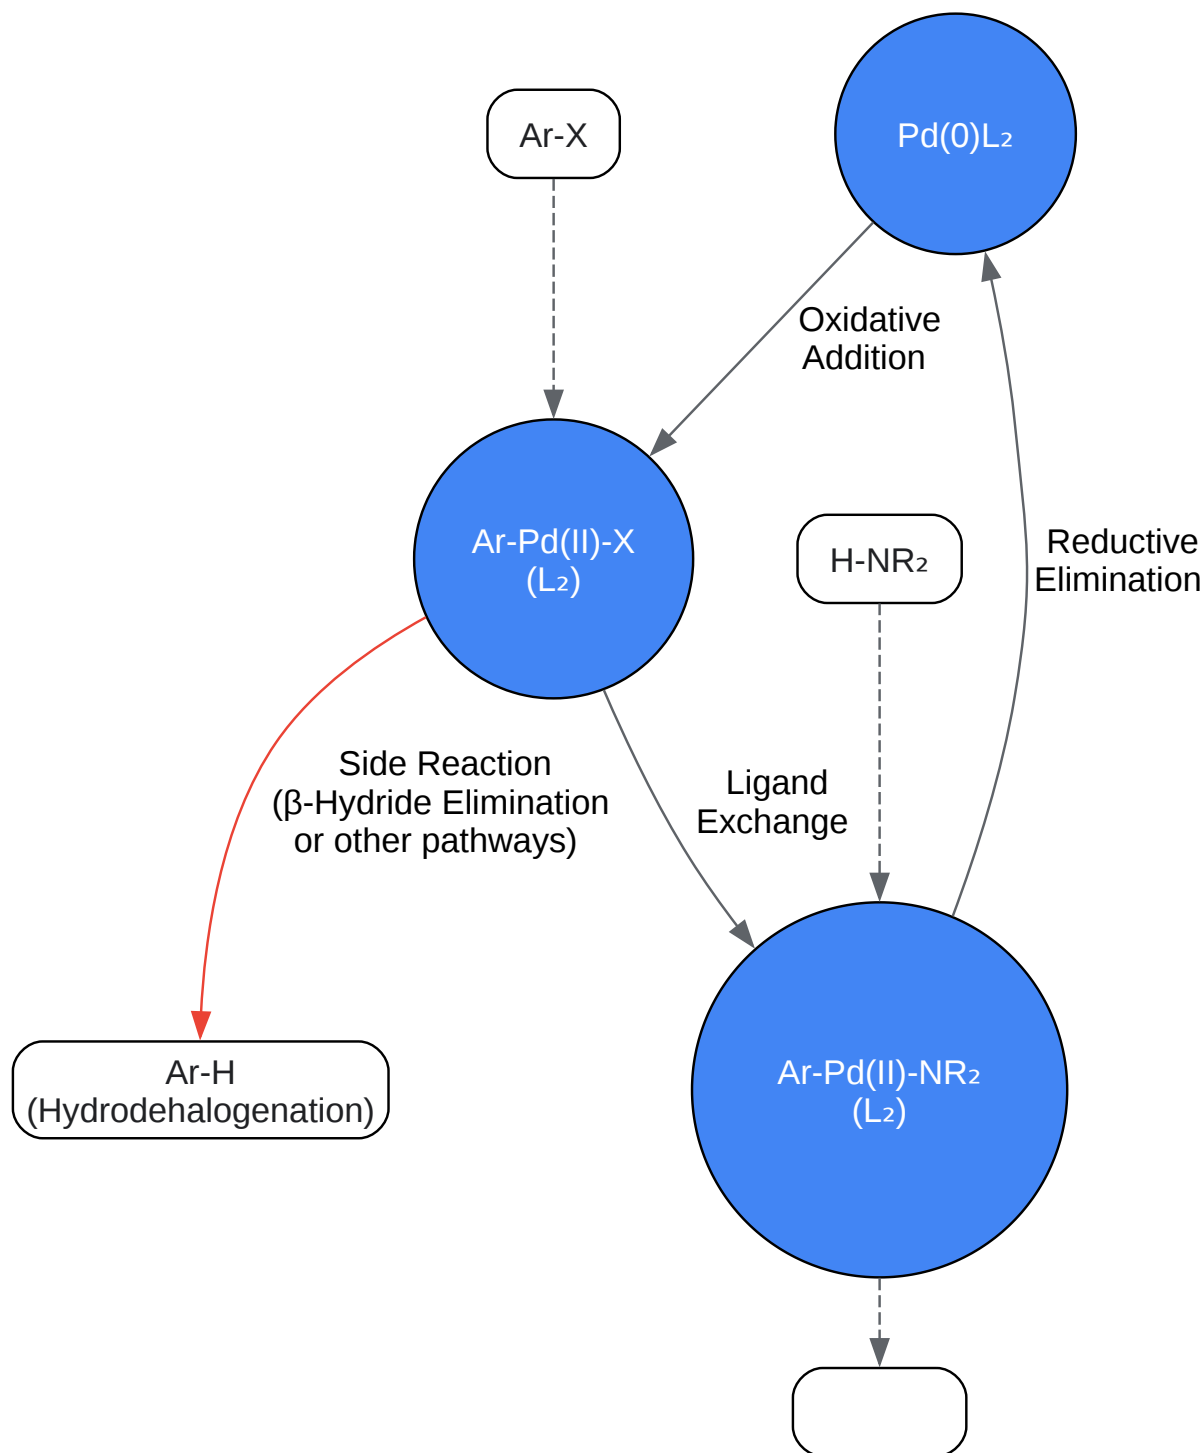 Ar-X
Pd(0)L₂
Oxidative
Addition
Ar-Pd(II)-X
(L₂)
H-NR₂
Reductive
Elimination
Side Reaction
(β-Hydride Elimination
or other pathways)
Ligand
Exchange
Ar-H
(Hydrodehalogenation)
Ar-Pd(II)-NR₂
(L₂)